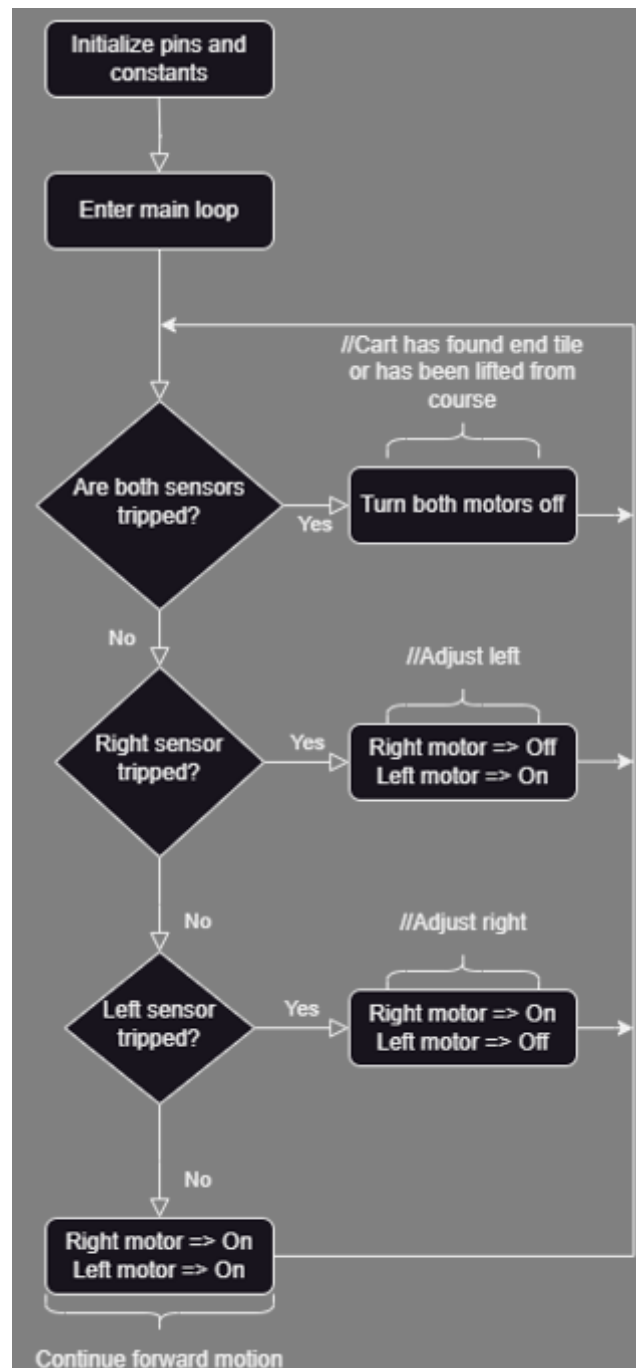 Initialize pins and
constants
Enter main loop
//Cart has found end tile
or has been lifted from
course
Are both sensors
tripped?
Yes
Turn both motors off
No
//Adjust left
Right sensor
tripped?
Yes
Right motor => Off
Left motor => On
No
//Adjust right
Left sensor
tripped?
Yes
Right motor => On
Left motor => Off
No
Right motor => On
Left motor => On
Continue forward motion